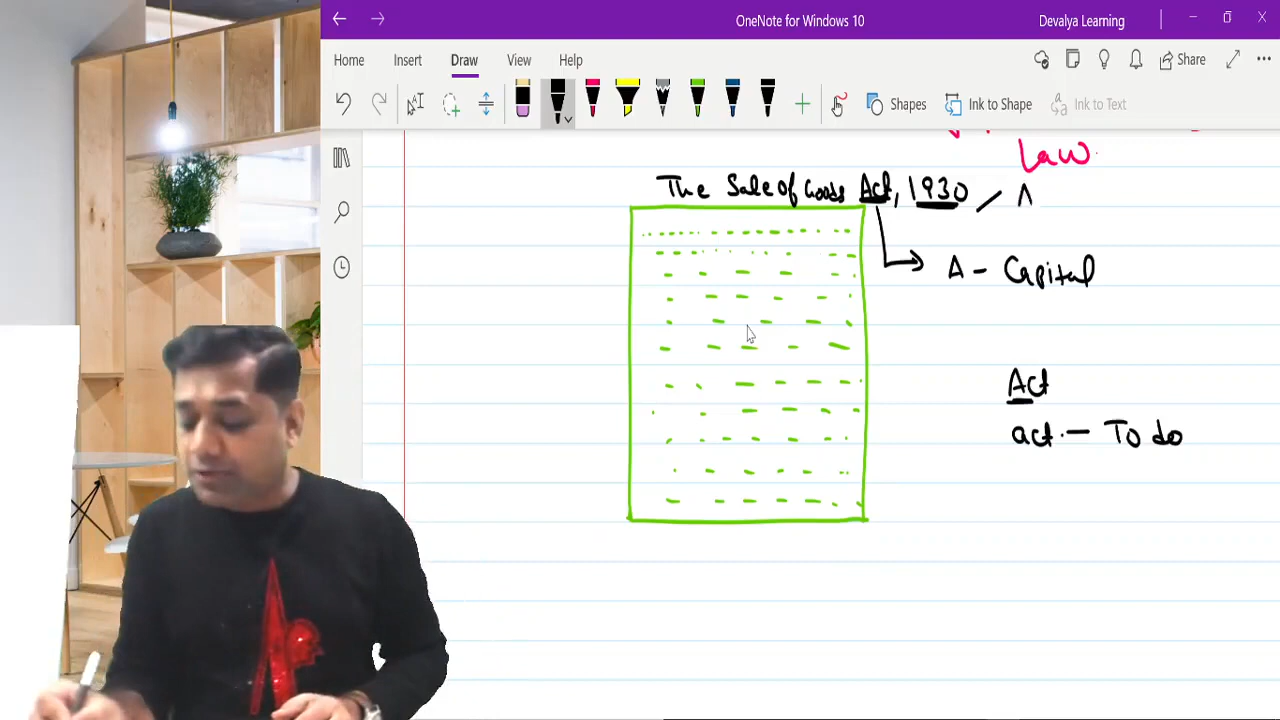 OneNote for Windows 10
Devalya Learning
Home Insert Draw View Help
Share
Shapes
Ink to Shape
Ink to Text
Law
The Sale of Goods Act, 1930 / A
A - Capital
Act
act - To do